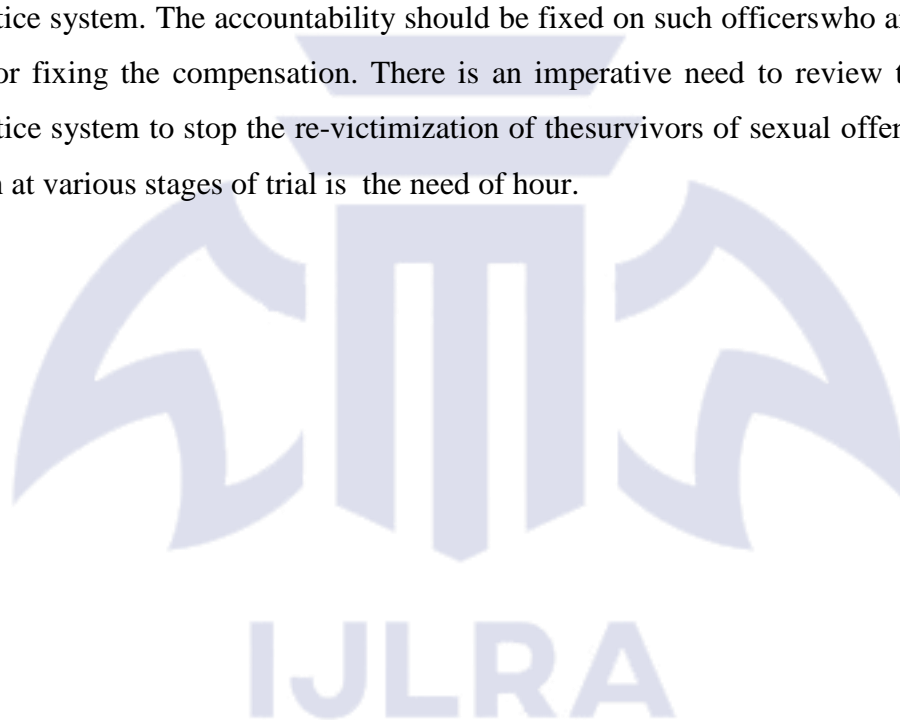 tice system. The accountability should be fixed on such officerswho a
or fixing the compensation. There is an imperative need to review t
tice system to stop the re-victimization of thesurvivors of sexual offer
at various stages of trial is the need of hour.
IJLRA